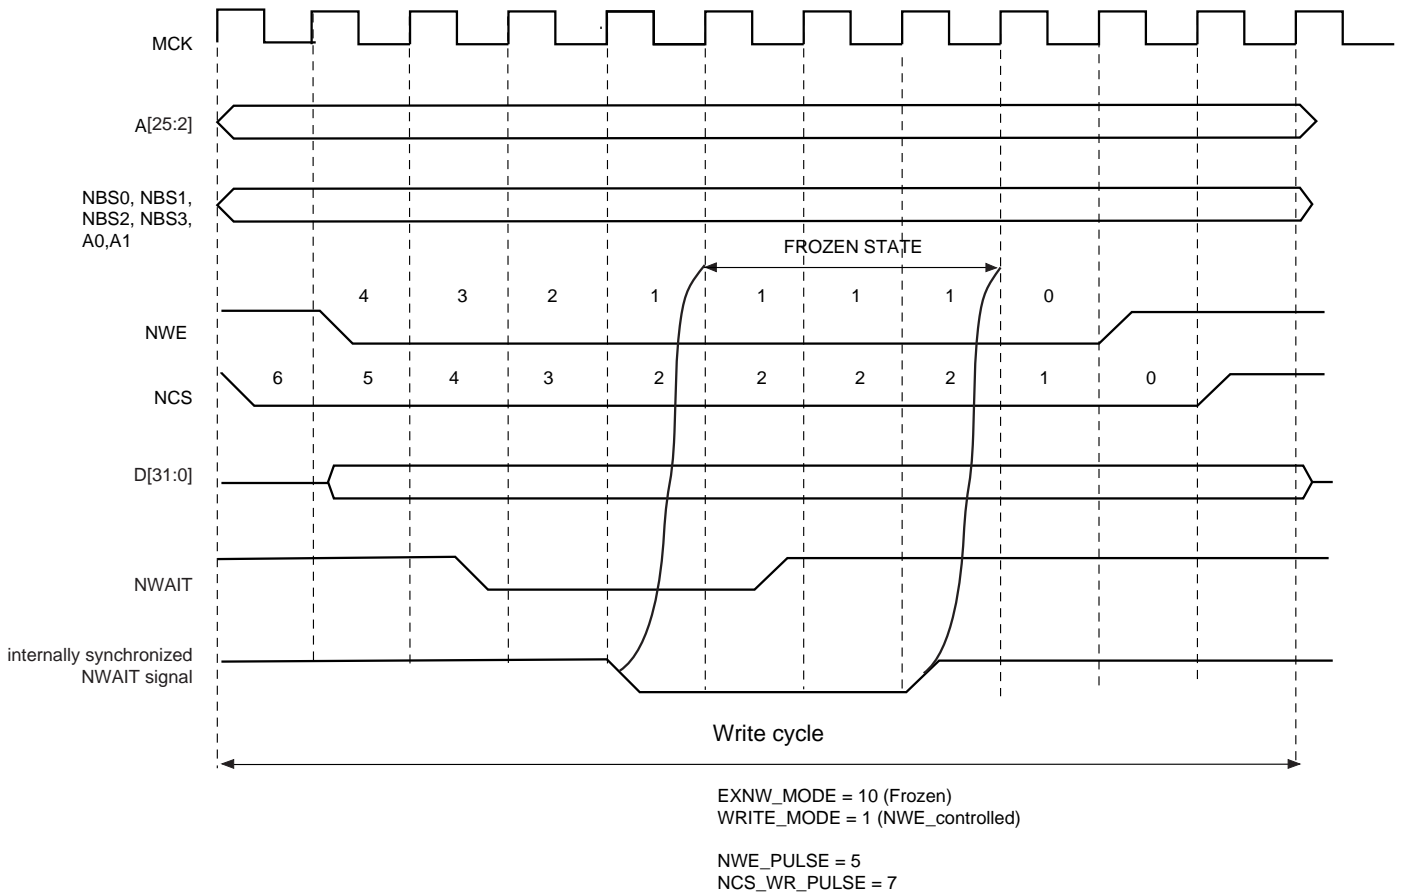 MCK
A[25:2]
NBS0, NBS1,
NBS2, NBS3,
A0,A1
FROZEN STATE
4 3 2 1 1 1 1 0
NWE
6 5 4 3 2 2 2 2 1 0
NCS
D[31:0]
NWAIT
internally synchronized
NWAIT signal
Write cycle
EXNW_MODE = 10 (Frozen)
WRITE_MODE = 1 (NWE_controlled)
NWE_PULSE = 5
NCS_WR_PULSE = 7